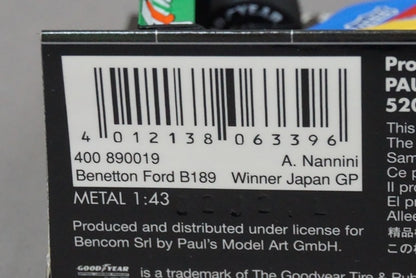 GOODYEAR
4 012138 063396
400 890019 A. Nannini
Benetton Ford B189 Winner Japan GP
METAL 1:43
Produced and distributed under license for
Bencom Srl by Paul's Model Art GmbH.
GOODYEAR is a trademark of The Goodyear Tire & Rub
Pro
PAU
520
This
The
Sam
Ce p
Il pr
El p
Allee
精品
この